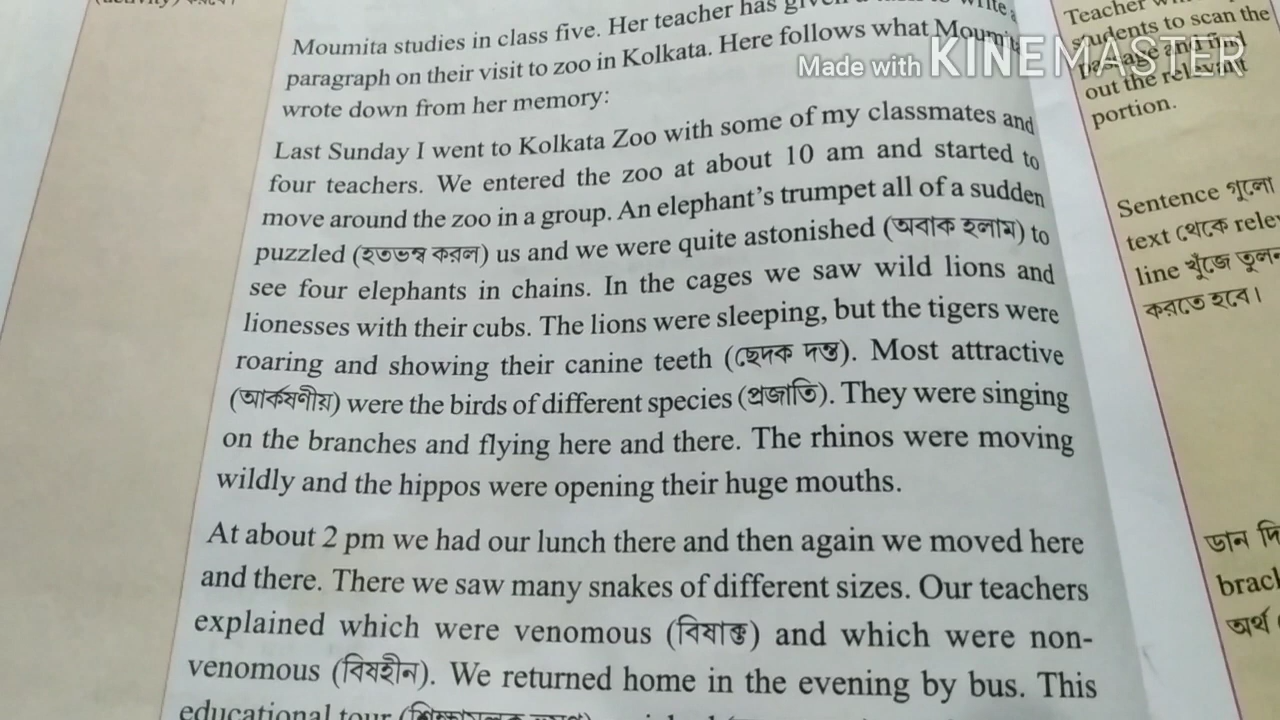 করবে।
Moumita studies in class five. Her teacher has
paragraph on their visit to zoo in Kolkata. Here follows what
wrote down from her memory:
Last Sunday I went to Kolkata Zoo with some of my classmates and
four teachers. We entered the zoo at about 10 am and started to
move around the zoo in a group. An elephant's trumpet all of a sudden
puzzled (হতভম্ব করল) us and we were quite astonished (অবাক হলাম) to
see four elephants in chains. In the cages we saw wild lions and
lionesses with their cubs. The lions were sleeping, but the tigers were
roaring and showing their canine teeth (ছেদক দন্ত). Most attractive
(আর্কষণীয়) were the birds of different species (প্রজাতি). They were singing
on the branches and flying here and there. The rhinos were moving
wildly and the hippos were opening their huge mouths.
At about 2 pm we had our lunch there and then again we moved here
and there. There we saw many snakes of different sizes. Our teachers
explained which were venomous (বিষাক্ত) and which were non-
venomous (বিষহীন). We returned home in the evening by bus. This
educational tour
Made with KINEMASTER
Teacher
students to scan the
passage and find
out the relevant
portion.
Sentence গুলো
text থেকে
line খুঁজে
করতে হবে।
ডান
অর্থ